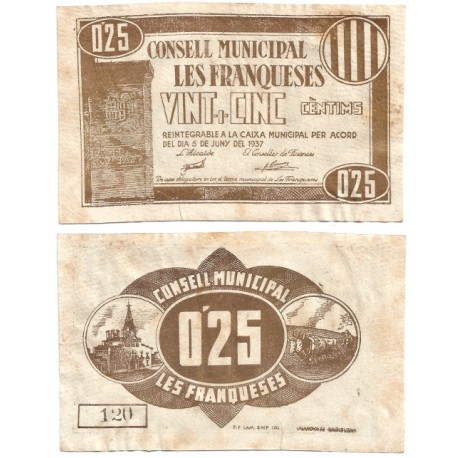 0'25
CONSELL MUNICIPAL
LES FRANQUESES
VINT-I-CINC CÈNTIMS
REINTEGRABLE A LA CAIXA MUNICIPAL PER ACORD
DEL DIA 5 DE JUNY DEL 1937
L'Alcalde El Conseller de Finances
0'25
CONSELL MUNICIPAL
0'25
LES FRANQUESES
120